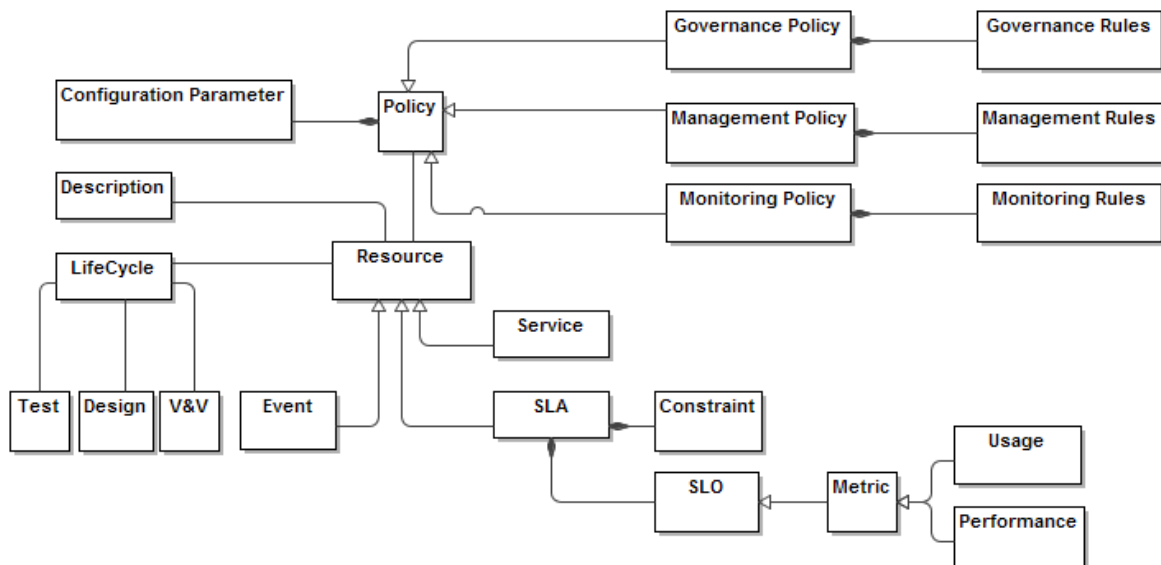 Governance Policy
Governance Rules
Configuration Parameter
Policy
Management Policy
Management Rules
Description
Monitoring Policy
Monitoring Rules
Resource
LifeCycle
Service
Test
Design
V&V
Event
SLA
Constraint
Usage
SLO
Metric
Performance